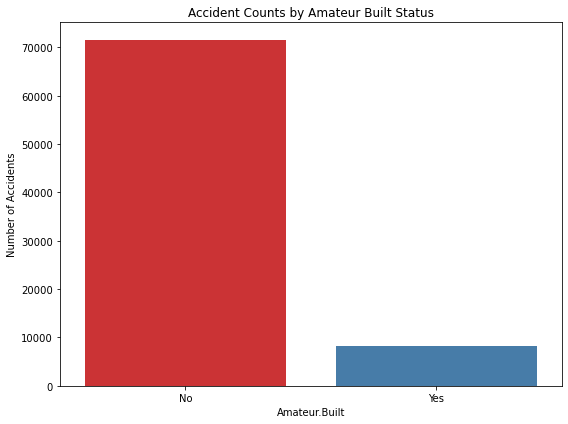 Accident Counts by Amateur Built Status
70000
60000
50000
40000
30000
20000
10000
0
Number of Accidents
No Yes
Amateur.Built